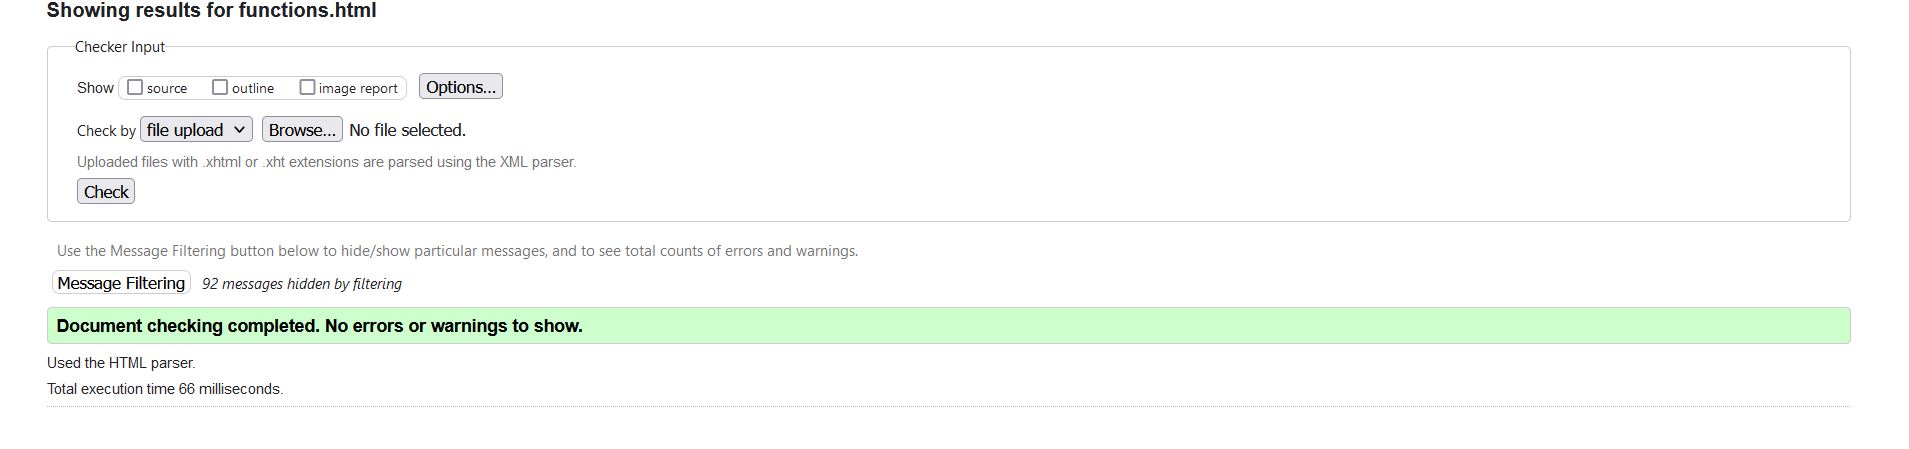 Showing results for functions.html
Checker Input
Show source outline image report Options...
Check by file upload Browse... No file selected.
Uploaded files with .xhtml or .xht extensions are parsed using the XML parser.
Check
Use the Message Filtering button below to hide/show particular messages, and to see total counts of errors and warnings.
Message Filtering 92 messages hidden by filtering
Document checking completed. No errors or warnings to show.
Used the HTML parser.
Total execution time 66 milliseconds.